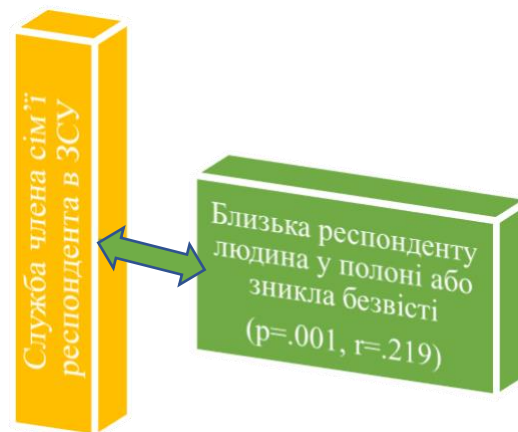 Служба члена сім’ї
респондента в ЗСУ
Близька респонденту
людина у полоні або
зникла безвісті
(p=.001, r=.219)